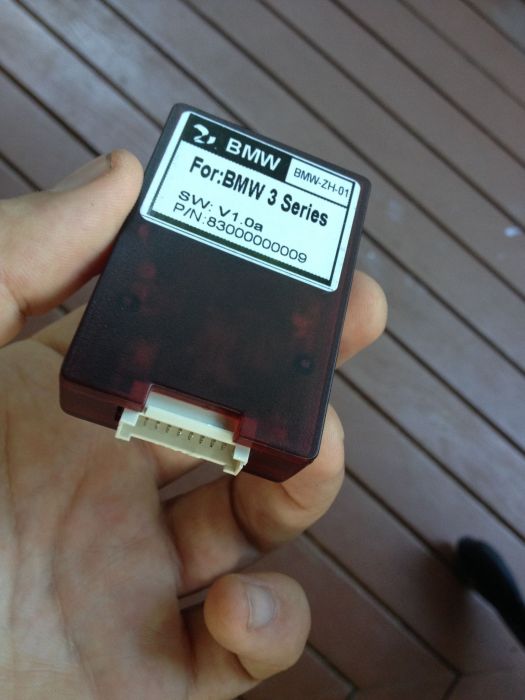 BMW BMW-ZH-01
For:BMW 3 Series
SW: V1.0a
P/N:83000000009